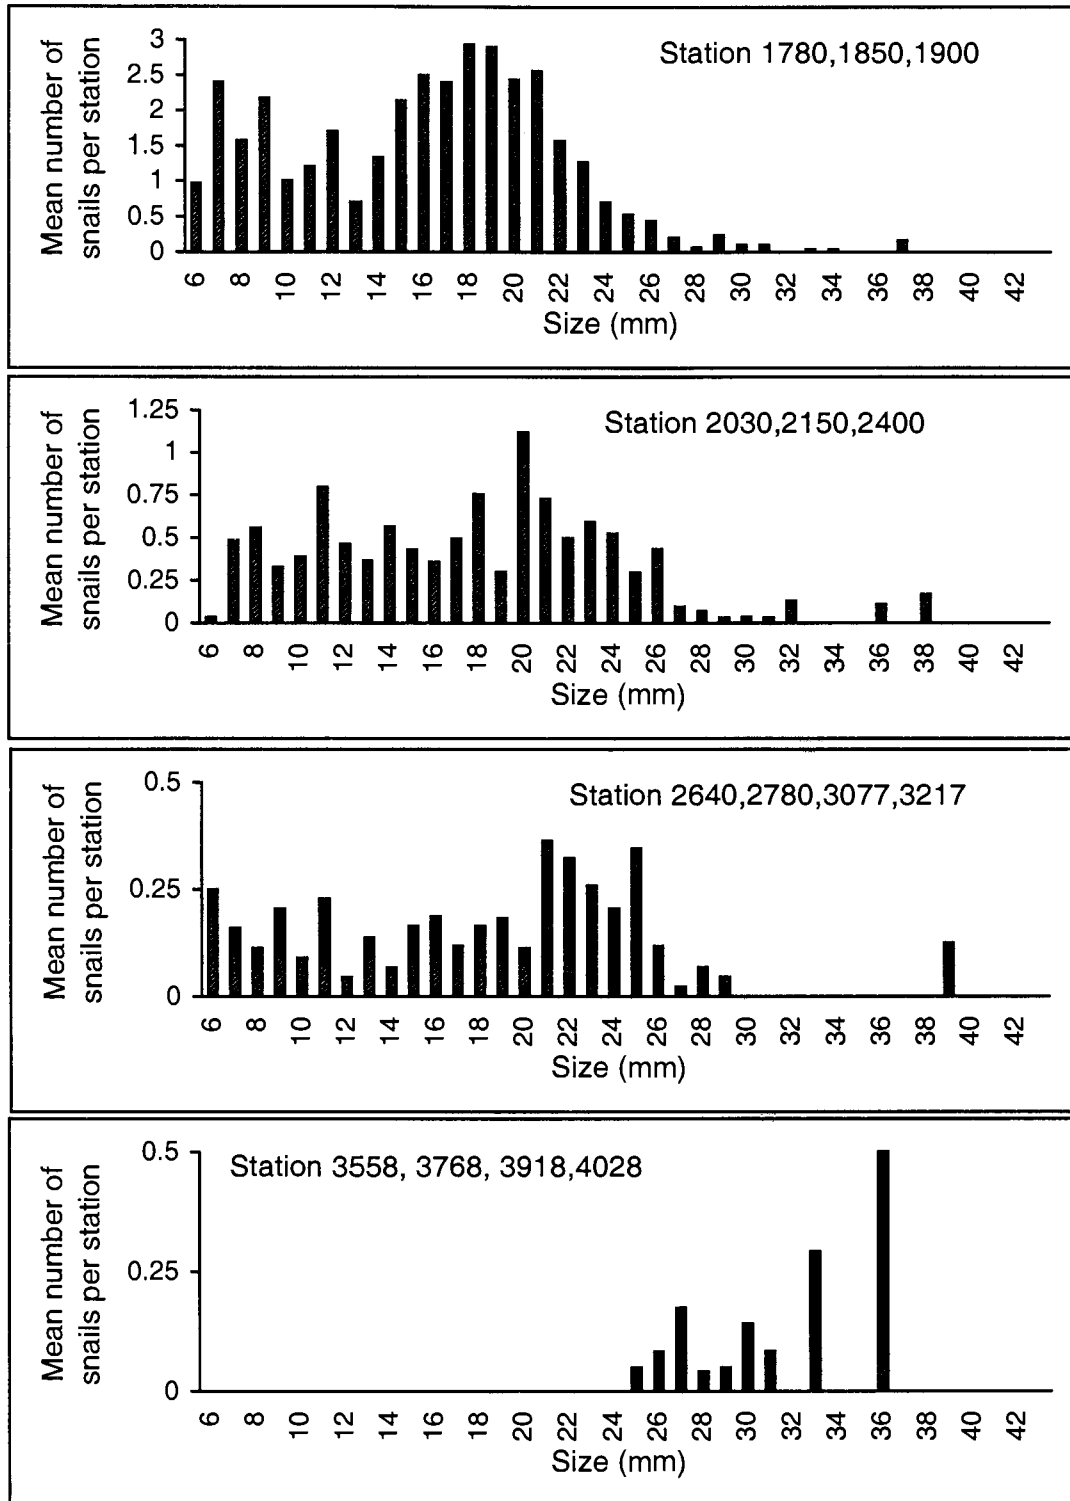 Mean number of
snails per station
3
2.5
2
1.5
1
0.5
0
Station 1780,1850,1900
6 8 10 12 14 16 18 20 22 24 26 28 30 32 34 36 38 40 42
Size (mm)
Mean number of
snails per station
1.25
1
0.75
0.5
0.25
0
Station 2030,2150,2400
6 8 10 12 14 16 18 20 22 24 26 28 30 32 34 36 38 40 42
Size (mm)
Mean number of
snails per station
0.5
0.25
0
Station 2640,2780,3077,3217
6 8 10 12 14 16 18 20 22 24 26 28 30 32 34 36 38 40 42
Size (mm)
Mean number of
snails per station
0.5
0.25
0
Station 3558, 3768, 3918,4028
6 8 10 12 14 16 18 20 22 24 26 28 30 32 34 36 38 40 42
Size (mm)